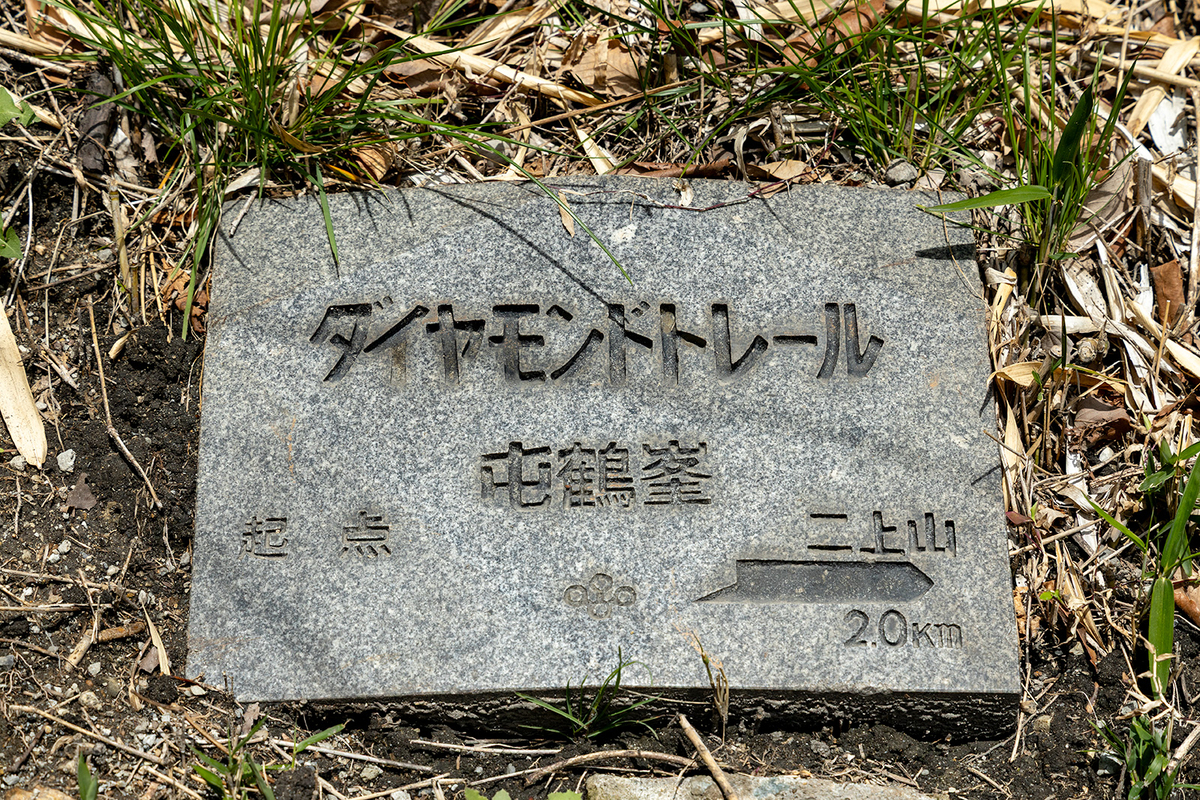 ダイヤモンドトレール
屯鶴峯
起点
二上山
2.0Km